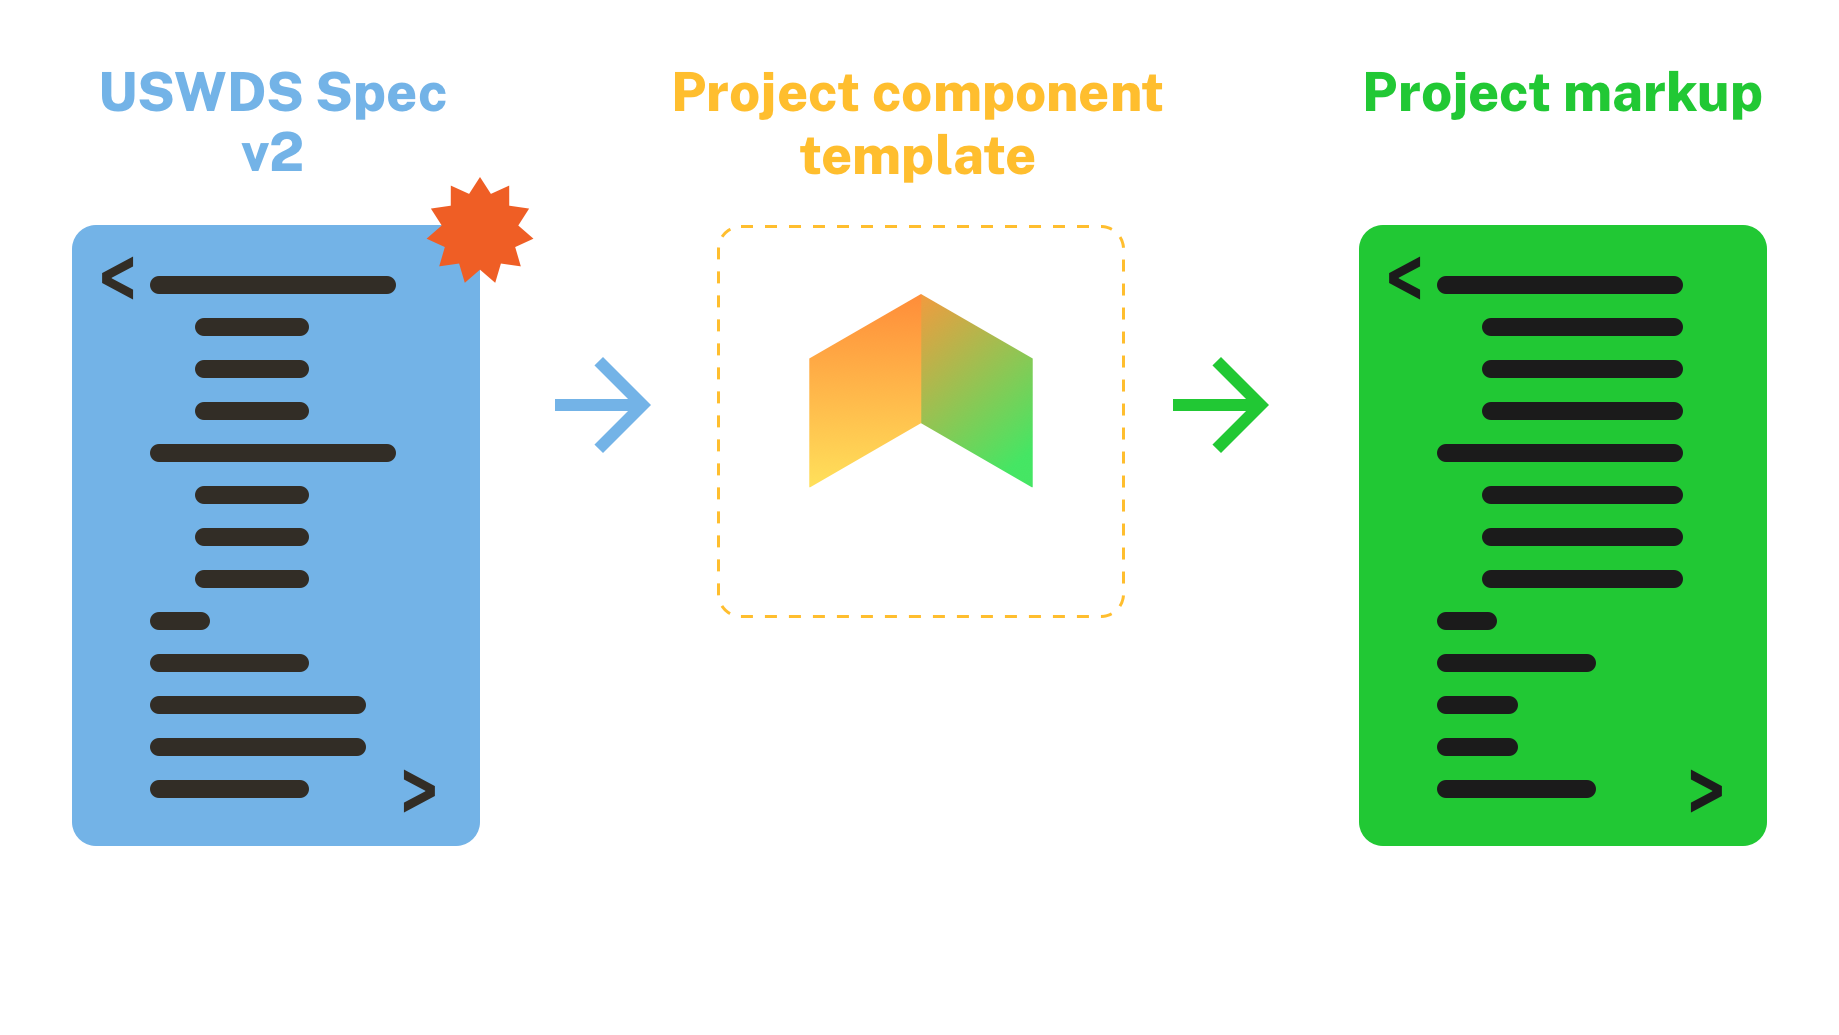 USWDS Spec
v2
Project component
template
Project markup
<
>
<
>